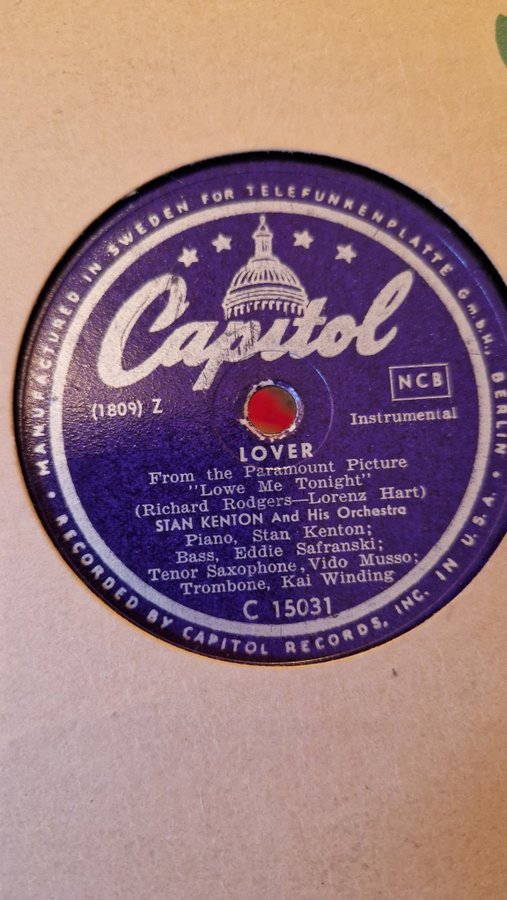 MANUFACTURED IN SWEDEN FOR TELEFUNKENPLATTE GmbH, BERLIN
Capitol
(1809) Z
NCB
Instrumental
LOVER
From the Paramount Picture
"Lowe Me Tonight"
(Richard Rodgers—Lorenz Hart)
STAN KENTON And His Orchestra
Piano, Stan Kenton;
Bass, Eddie Safranski;
Tenor Saxophone, Vido Musso;
Trombone, Kai Winding
C 15031
• RECORDED BY CAPITOL RECORDS, INC. IN U.S.A. •